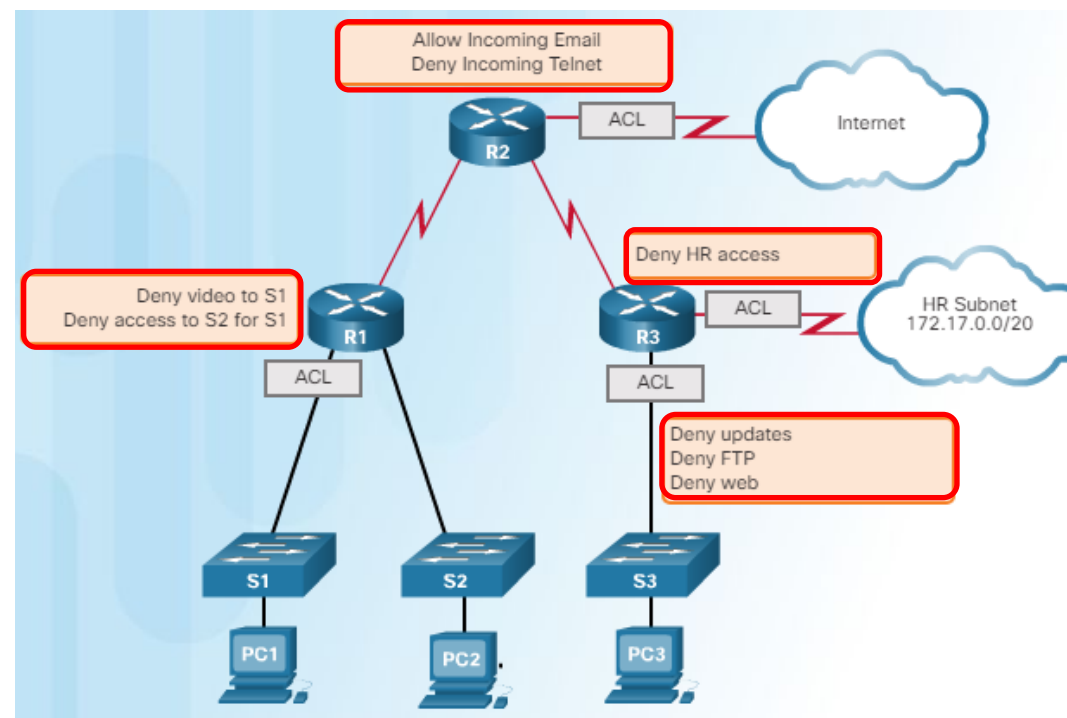 Allow Incoming Email
Deny Incoming Telnet
ACL
Internet
R2
Deny HR access
Deny video to S1
Deny access to S2 for S1
R1
R3
ACL
HR Subnet
172.17.0.0/20
ACL
ACL
Deny updates
Deny FTP
Deny web
S1
S2
S3
PC1
PC2
PC3